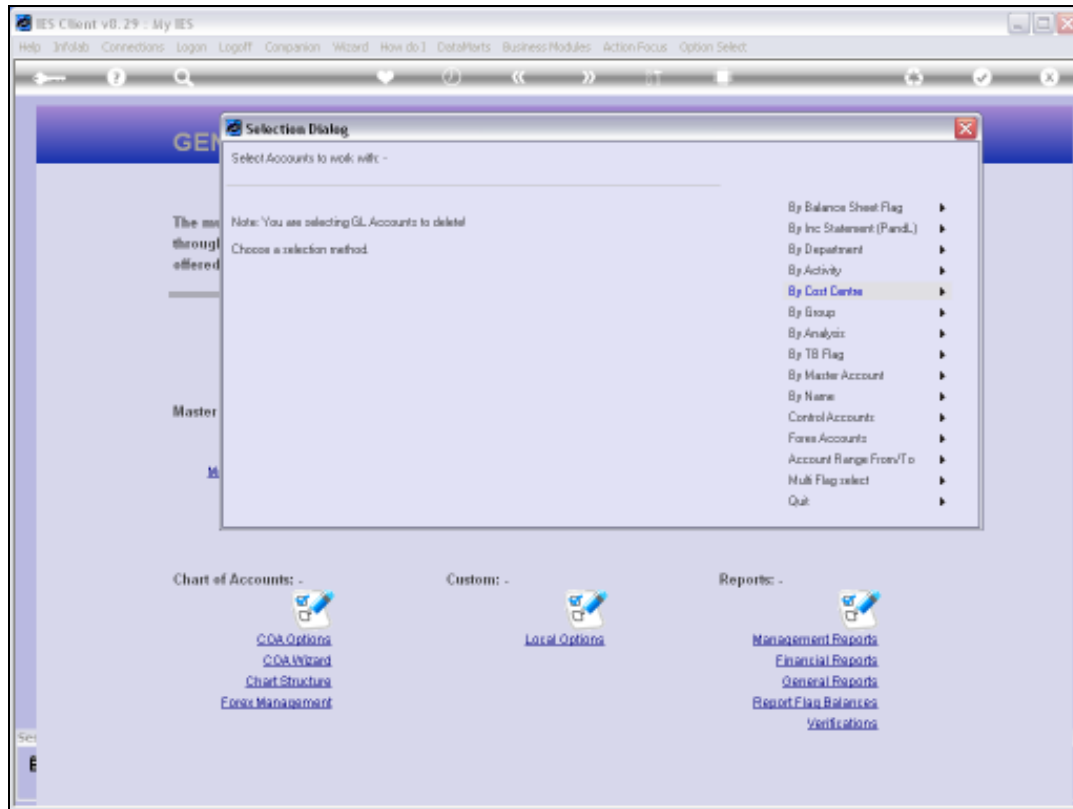 IES Client v0.29 : My IES
Help Infolab Connections Logon Logoff Companion Wizard How do I DataMarts Business Modules Action Focus Option Select
GEN
Selection Dialog
Select Accounts to work with: -
Note: You are selecting GL Accounts to delete!
Choose a selection method.
By Balance Sheet Flag
By Inc Statement (PandL)
By Department
By Activity
By Cost Centre
By Group
By Analysis
By TB Flag
By Master Account
By Name
Control Accounts
Forex Accounts
Account Range From/To
Multi Flag select
Quit
The
through
offered
Master
Chart of Accounts: -
Custom: -
Reports: -
COA Options
COA Wizard
Chart Structure
Forex Management
Local Options
Management Reports
Financial Reports
General Reports
Report Flag Balances
Verifications